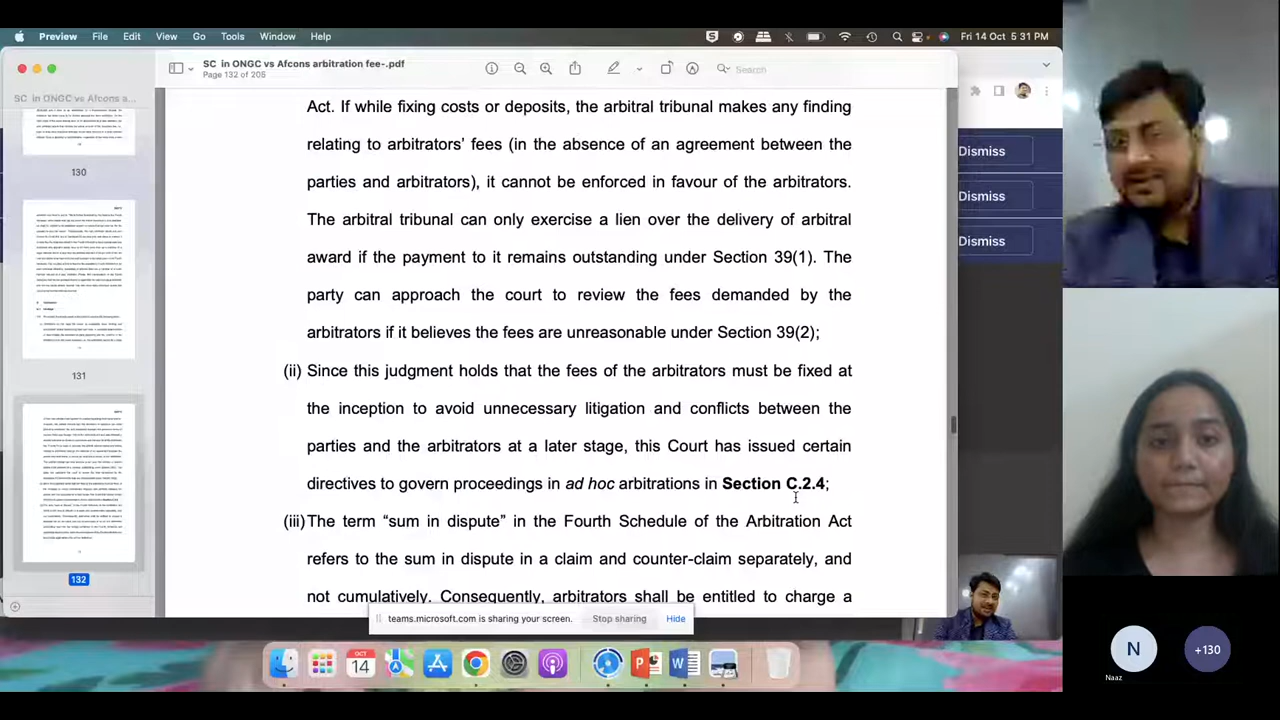 Preview File Edit View Go Tools Window Help
Fri 14 Oct 5:31 PM
SC in ONGC vs Afcons arbitration fee-.pdf
Page 132 of 205
Search
SC in ONGC vs Afcons a...
130
131
132
Act. If while fixing costs or deposits, the arbitral tribunal makes any finding
relating to arbitrators' fees (in the absence of an agreement between the
parties and arbitrators), it cannot be enforced in favour of the arbitrators.
The arbitral tribunal can only exercise a lien over the delivery of arbitral
award if the payment to it remains outstanding under Section 39(1). The
party can approach the court to review the fees demanded by the
arbitrators if it believes the fees are unreasonable under Section 39(2);
(ii) Since this judgment holds that the fees of the arbitrators must be fixed at
the inception to avoid unnecessary litigation and conflicts between the
parties and the arbitrators at a later stage, this Court has issued certain
directives to govern proceedings in ad hoc arbitrations in Section C.2.4;
(iii) The term "sum in dispute" in the Fourth Schedule of the Arbitration Act
refers to the sum in dispute in a claim and counter-claim separately, and
not cumulatively. Consequently, arbitrators shall be entitled to charge a
Dismiss
Dismiss
Dismiss
teams.microsoft.com is sharing your screen.
Stop sharing
Hide
OCT
14
N
Naaz
+130